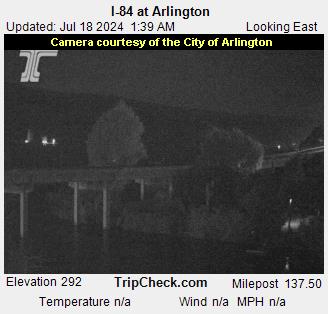 I-84 at Arlington
Updated: Jul 18 2024 1:39 AM Looking East
Camera courtesy of the City of Arlington
Elevation 292 TripCheck.com Milepost 137.50
Temperature n/a Wind n/a MPH n/a